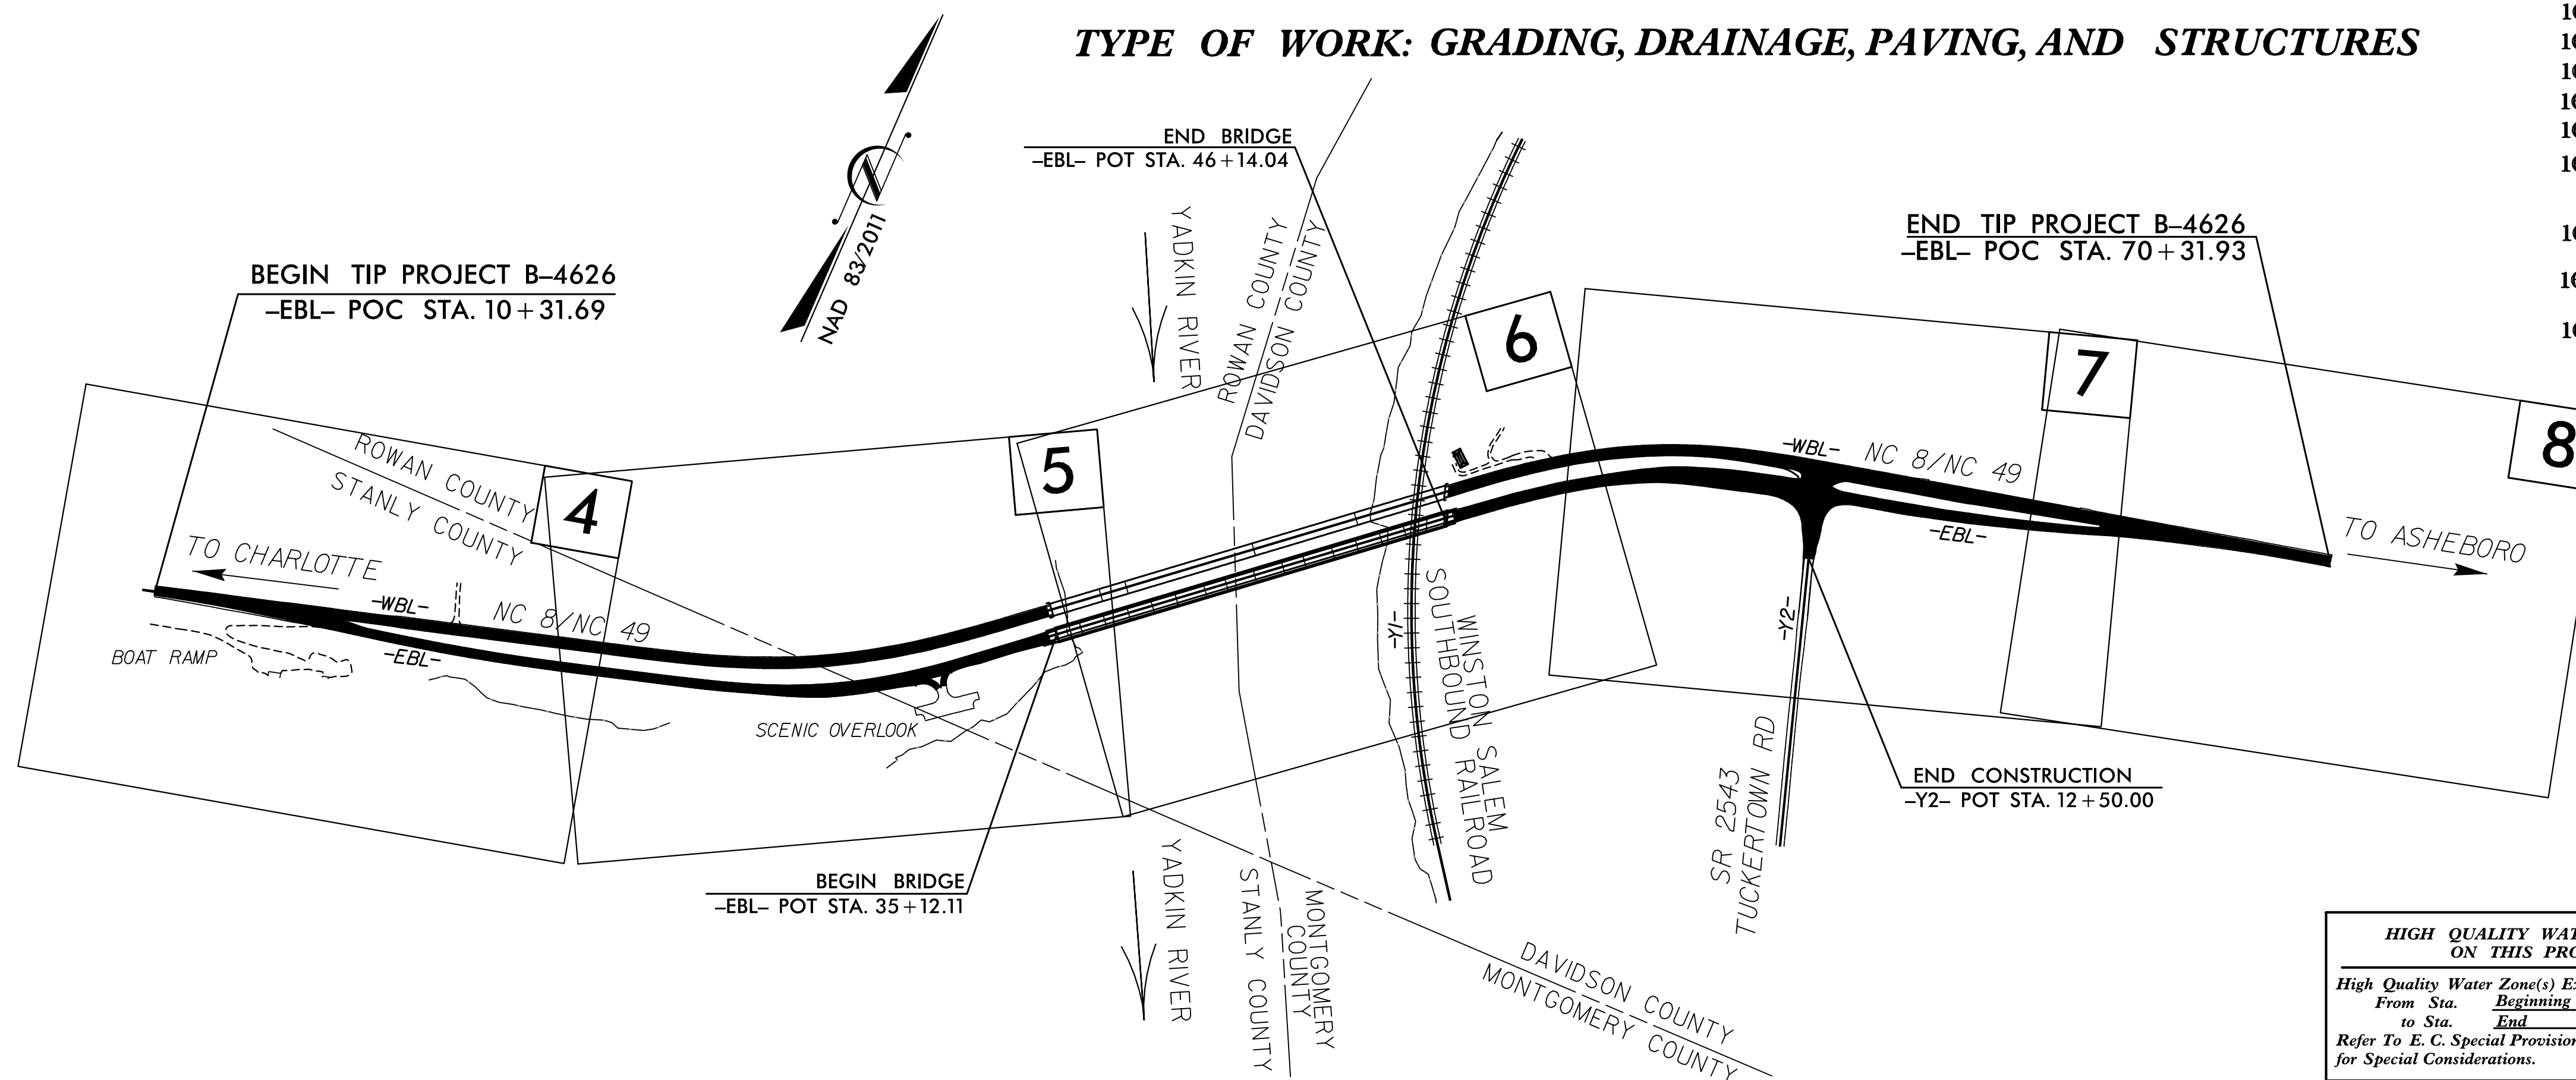 TYPE OF WORK: GRADING, DRAINAGE, PAVING, AND STRUCTURES
END BRIDGE
–EBL– POT STA. 46+14.04
NAD 83/2011
YADKIN RIVER
ROWAN COUNTY
DAVIDSON COUNTY
END TIP PROJECT B–4626
–EBL– POC STA. 70+31.93
BEGIN TIP PROJECT B–4626
–EBL– POC STA. 10+31.69
6
7
8
5
4
ROWAN COUNTY
STANLY COUNTY
TO CHARLOTTE
-WBL-
NC 8/NC 49
-EBL-
BOAT RAMP
SCENIC OVERLOOK
-WBL-
NC 8/NC 49
-EBL-
TO ASHEBORO
-Y1-
WINSTON SALEM
SOUTHBOUND RAILROAD
-Y2-
SR 2543
TUCKERTOWN RD
END CONSTRUCTION
–Y2– POT STA. 12+50.00
BEGIN BRIDGE
–EBL– POT STA. 35+12.11
YADKIN RIVER
STANLY COUNTY
MONTGOMERY
COUNTY
DAVIDSON COUNTY
MONTGOMERY COUNTY
HIGH QUALITY
ON THIS
High Quality Water Zone(s)
From Sta. Beginning
to Sta. End
Refer To E. C. Special
for Special Considerations.